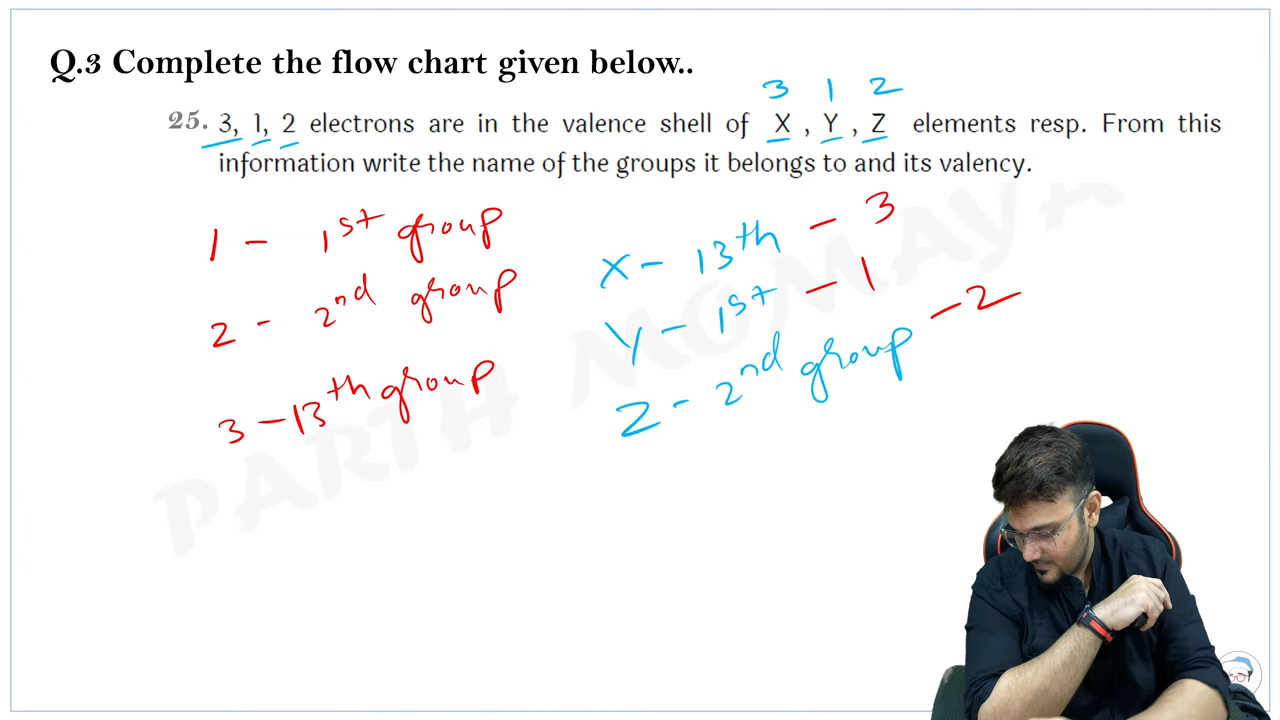 Q.3 Complete the flow chart given below..
3 1 2
25. 3, 1, 2 electrons are in the valence shell of X , Y , Z elements resp. From this
information write the name of the groups it belongs to and its valency.
1 - 1st group
2 - 2nd group
3 - 13th group
X - 13th - 3
Y - 1st - 1
Z - 2nd group - 2
PARTH MOMAYA